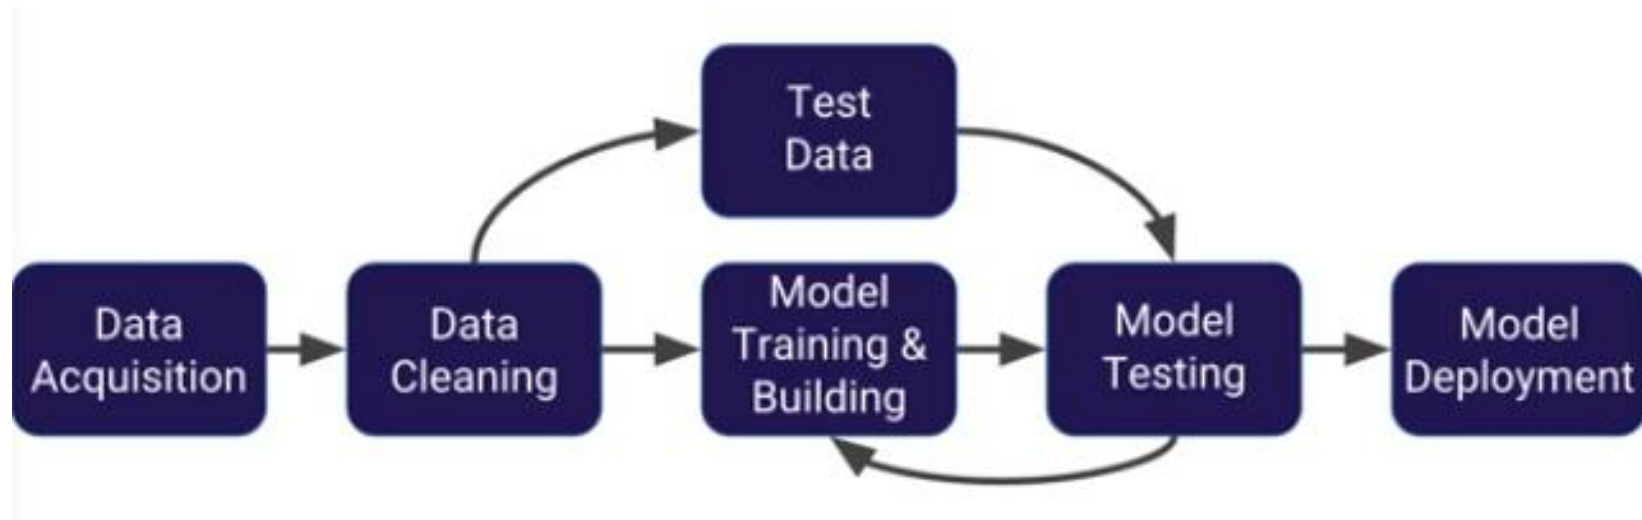 Test
Data
Data
Acquisition
Data
Cleaning
Model
Training &
Building
Model
Testing
Model
Deployment